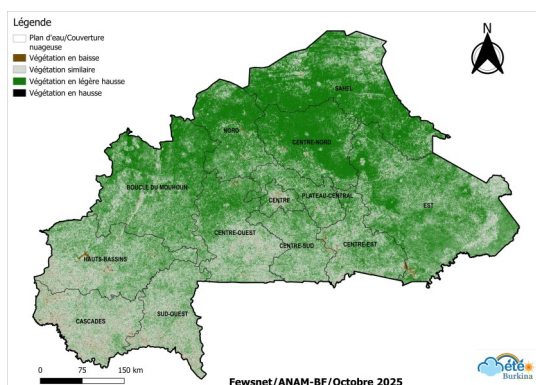 Légende
Plan d'eau/Couverture
nuageuse
Végétation en baisse
Végétation similaire
Végétation en légère hausse
Végétation en hausse
N
SAHEL
NORD
CENTRE-NORD
BOUCLE DU MOUHOUN
CENTRE
PLATEAU-CENTRAL
EST
CENTRE-OUEST
CENTRE-SUD
CENTRE-EST
HAUTS-BASSINS
SUD-OUEST
CASCADES
0 75 150 km
Fewsnet/ANAM-BF/Octobre 2025
météo
Burkina